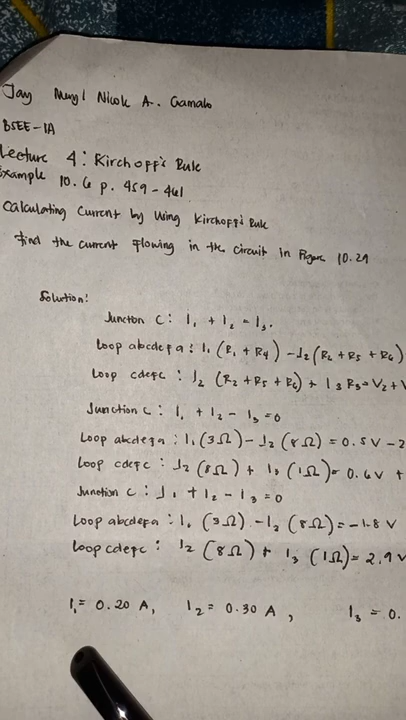 Jay Meryl Nicole A. Gamalo
BSEE-1A
Lecture 4: Kirchoff's Rule
Example 10.6 p. 459-461
Calculating Current by Using Kirchoff's Rule
Find the current flowing in the circuit in Figure 10.29
Solution:
Junction C: I₁ + I₂ = I₃.
Loop abcdefa: I₁ (R₁ + R₄) - I₂ (R₂ + R₅ + R₆)
Loop cdefc: I₂ (R₂ + R₅ + R₆) + I₃ R₃ = V₂ +
Junction C: I₁ + I₂ - I₃ = 0
Loop abcdefa: I₁ (3Ω) - I₂ (8Ω) = 0.5V - 2
Loop cdefc: I₂ (8Ω) + I₃ (1Ω) = 0.6V +
Junction C: I₁ + I₂ - I₃ = 0
Loop abcdefa: I₁ (3Ω) - I₂ (8Ω) = -1.8 V
Loop cdefc: I₂ (8Ω) + I₃ (1Ω) = 2.9 V
I₁ = 0.20 A, I₂ = 0.30 A, I₃ = 0.